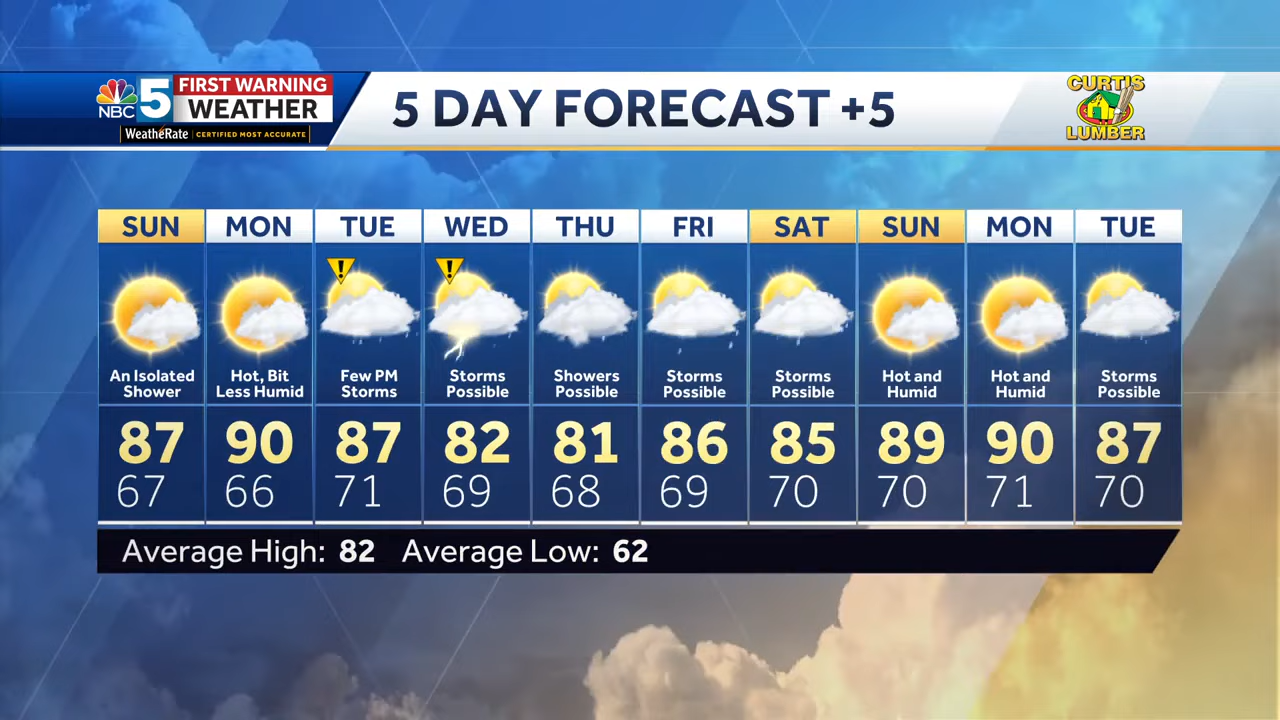 NBC 5 FIRST WARNING
WEATHER
WeatheRate CERTIFIED MOST ACCURATE
5 DAY FORECAST +5
CURTIS
LUMBER
SUN MON TUE WED THU FRI SAT SUN MON TUE
! !
An Isolated Hot, Bit Few PM Storms Showers Storms Storms Hot and Hot and Storms
Shower Less Humid Storms Possible Possible Possible Possible Humid Humid Possible
87 90 87 82 81 86 85 89 90 87
67 66 71 69 68 69 70 70 71 70
Average High: 82 Average Low: 62